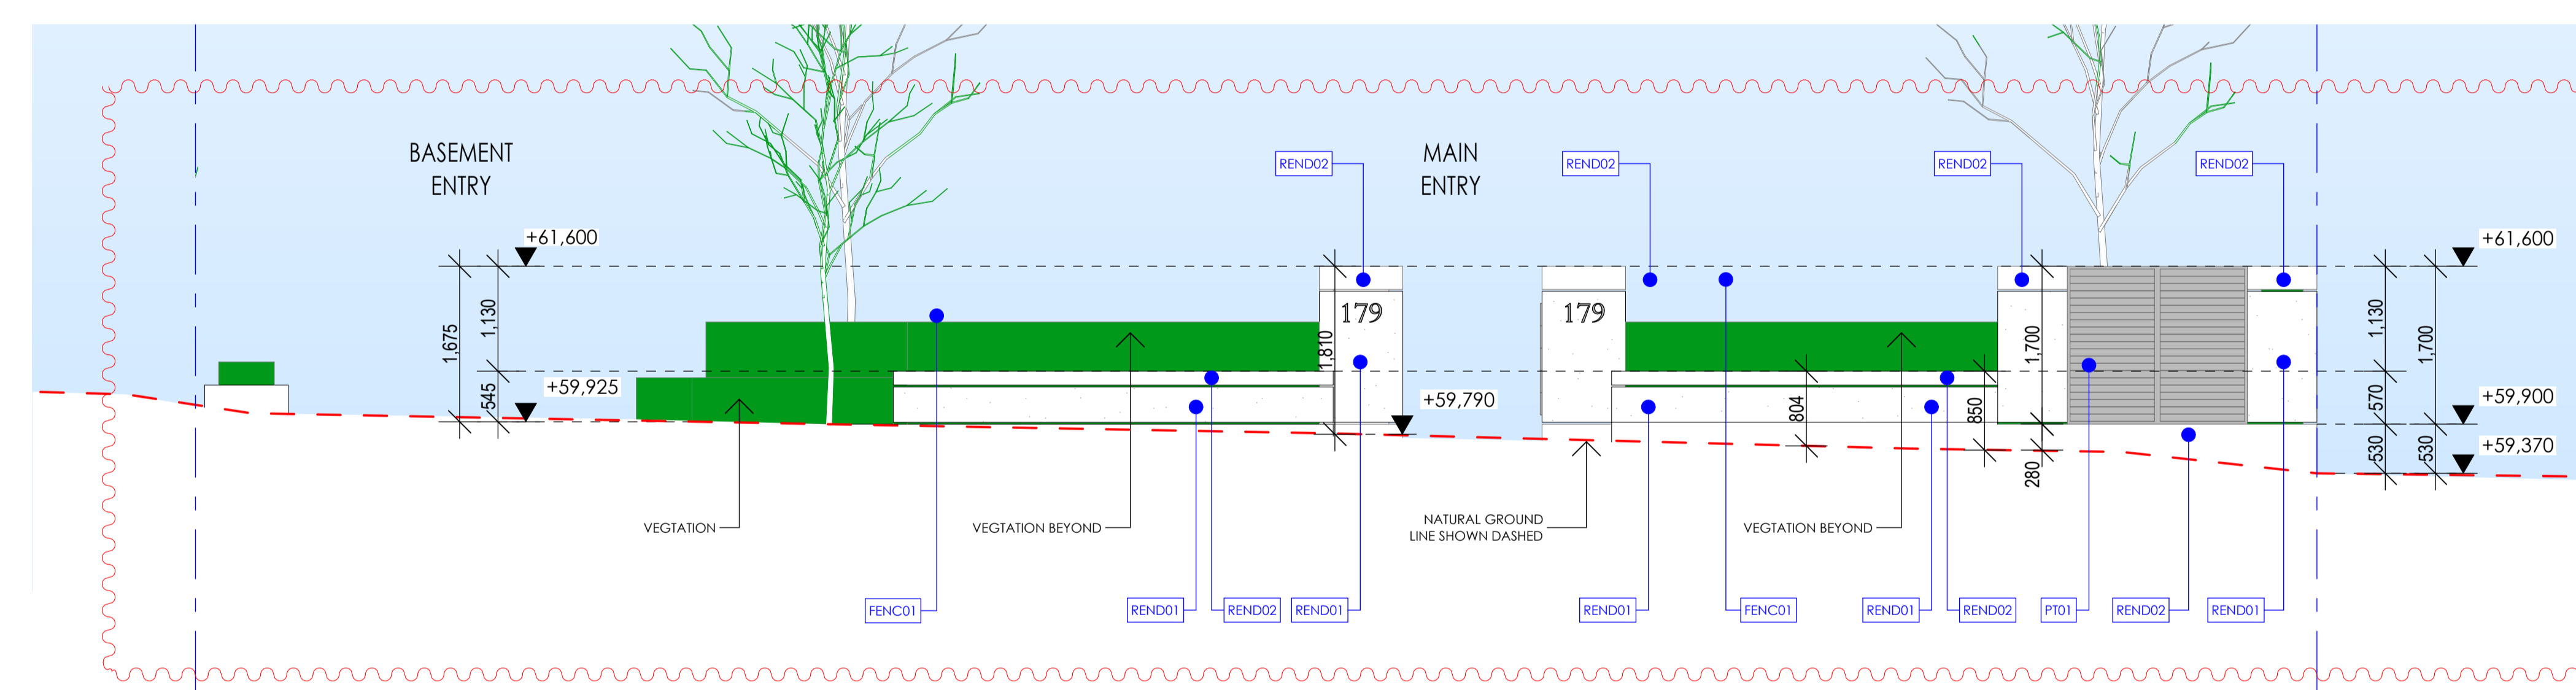 BASEMENT
ENTRY
MAIN
ENTRY
REND02
REND02
REND02
REND02
+61,600
+61,600
1,675
1,130
545
+59,925
179
1,810
+59,790
179
804
850
1,700
280
1,130
570
530
1,700
530
+59,900
+59,370
VEGTATION
VEGTATION BEYOND
NATURAL GROUND
LINE SHOWN DASHED
VEGTATION BEYOND
FENC01
REND01
REND02
REND01
REND01
FENC01
REND01
REND02
PT01
REND02
REND01